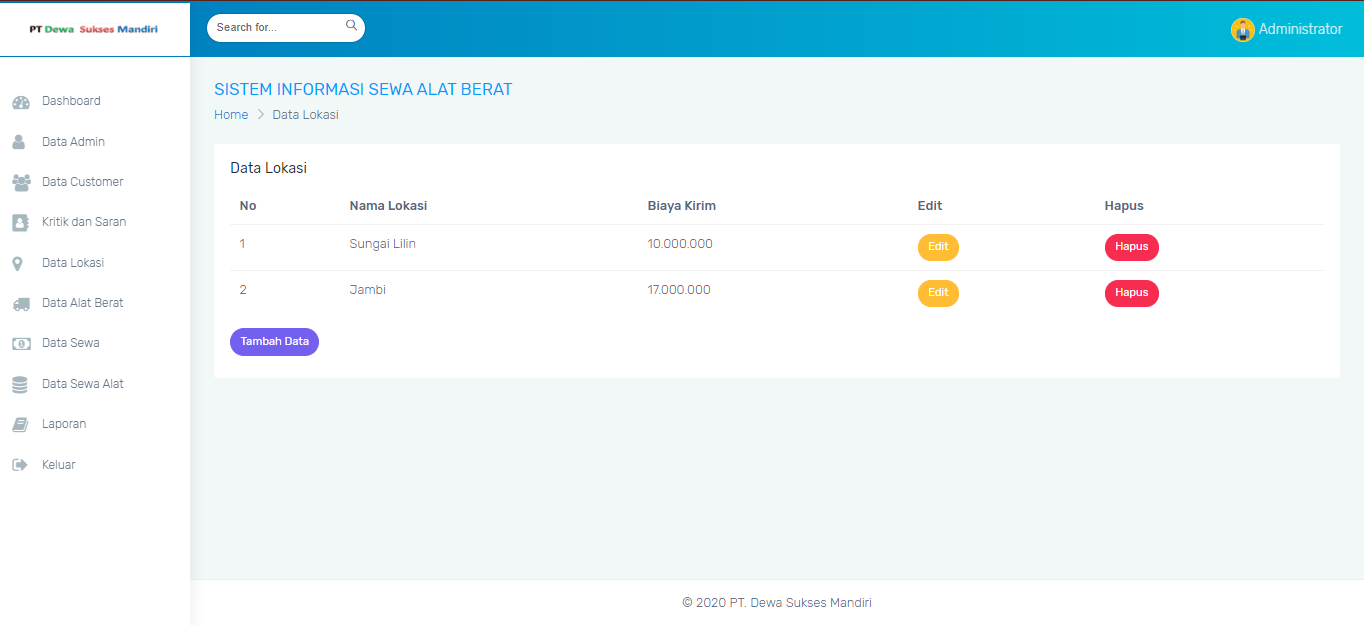 PT Dewa Sukses Mandiri
Search for...
Administrator
Dashboard
Data Admin
Data Customer
Kritik dan Saran
Data Lokasi
Data Alat Berat
Data Sewa
Data Sewa Alat
Laporan
Keluar
SISTEM INFORMASI SEWA ALAT BERAT
Home > Data Lokasi
Data Lokasi
No Nama Lokasi Biaya Kirim Edit Hapus
1 Sungai Lilin 10.000.000 Edit Hapus
2 Jambi 17.000.000 Edit Hapus
Tambah Data
© 2020 PT. Dewa Sukses Mandiri